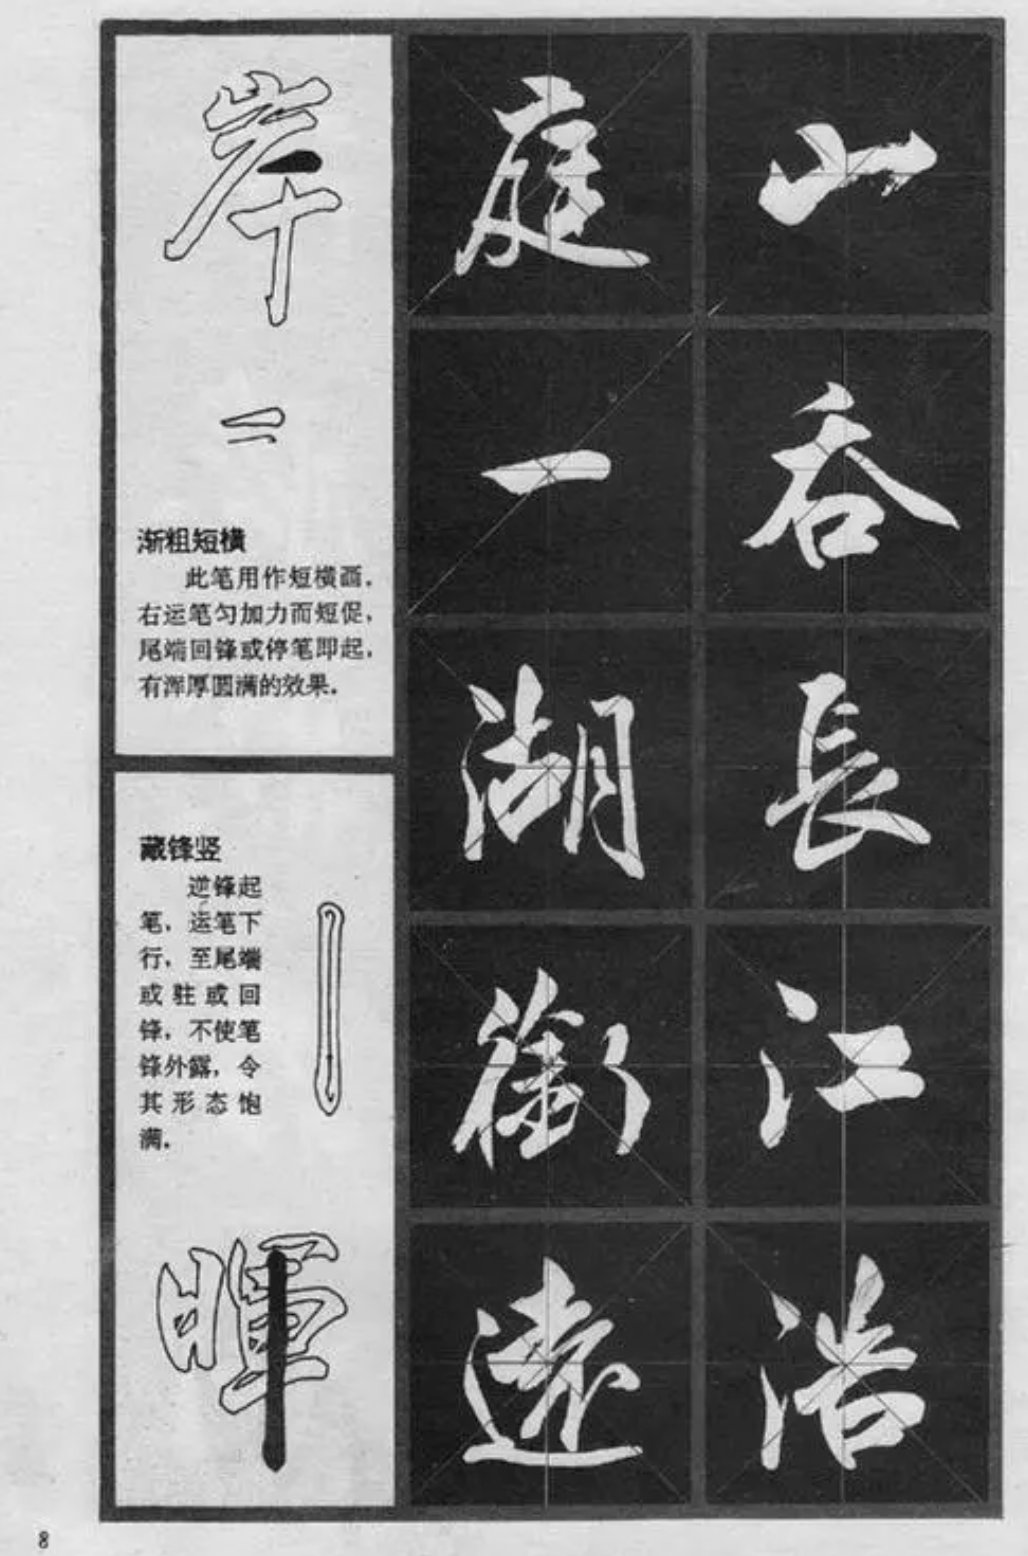 岸
渐粗短横
此笔用作短横画，
右运笔匀加力而短促，
尾端回锋或停笔即起，
有浑厚圆满的效果．
藏锋竖
逆锋起
笔，运笔下
行，至尾端
或驻或回
锋，不使笔
锋外露，令
其形态饱
满．
暉
庭一湖銜遠
山吞長江浩
8